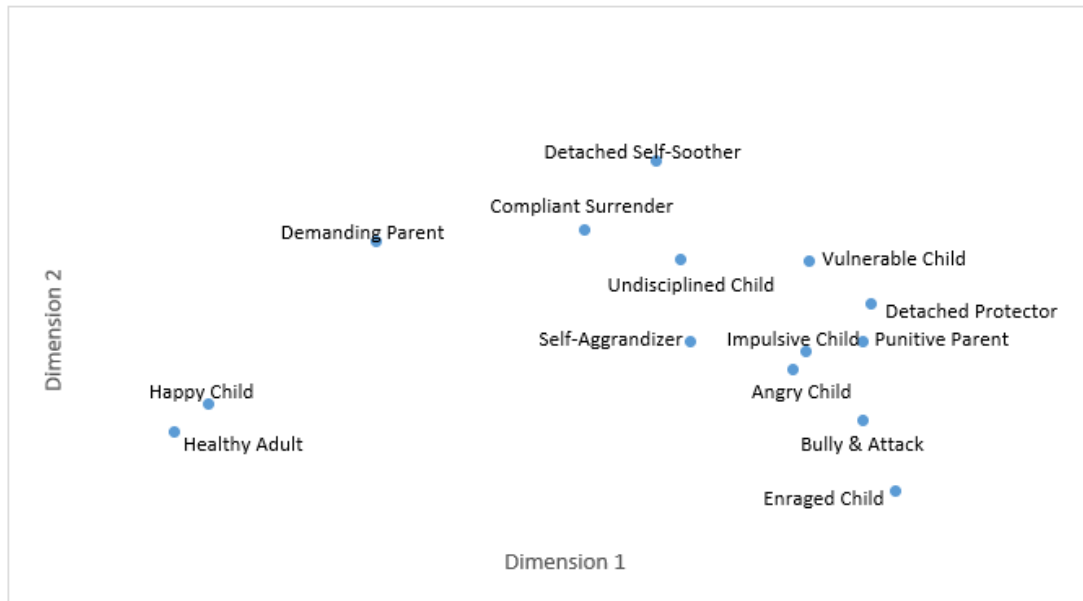 Detached Self-Soother
Compliant Surrender
Demanding Parent
Vulnerable Child
Undisciplined Child
Detached Protector
Self-Aggrandizer
Impulsive Child
Punitive Parent
Happy Child
Angry Child
Healthy Adult
Bully & Attack
Enraged Child
Dimension 2
Dimension 1